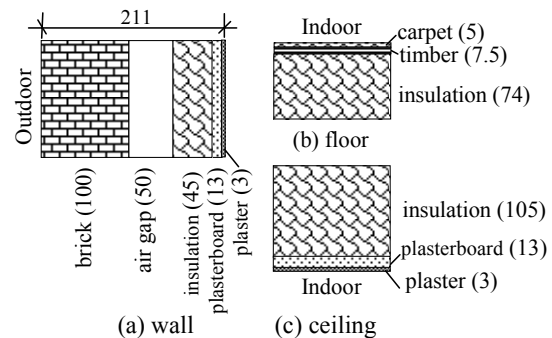 211
Outdoor
brick (100)
air gap (50)
insulation (45)
plasterboard (13)
plaster (3)
(a) wall
Indoor
carpet (5)
timber (7.5)
insulation (74)
(b) floor
insulation (105)
plasterboard (13)
plaster (3)
Indoor
(c) ceiling